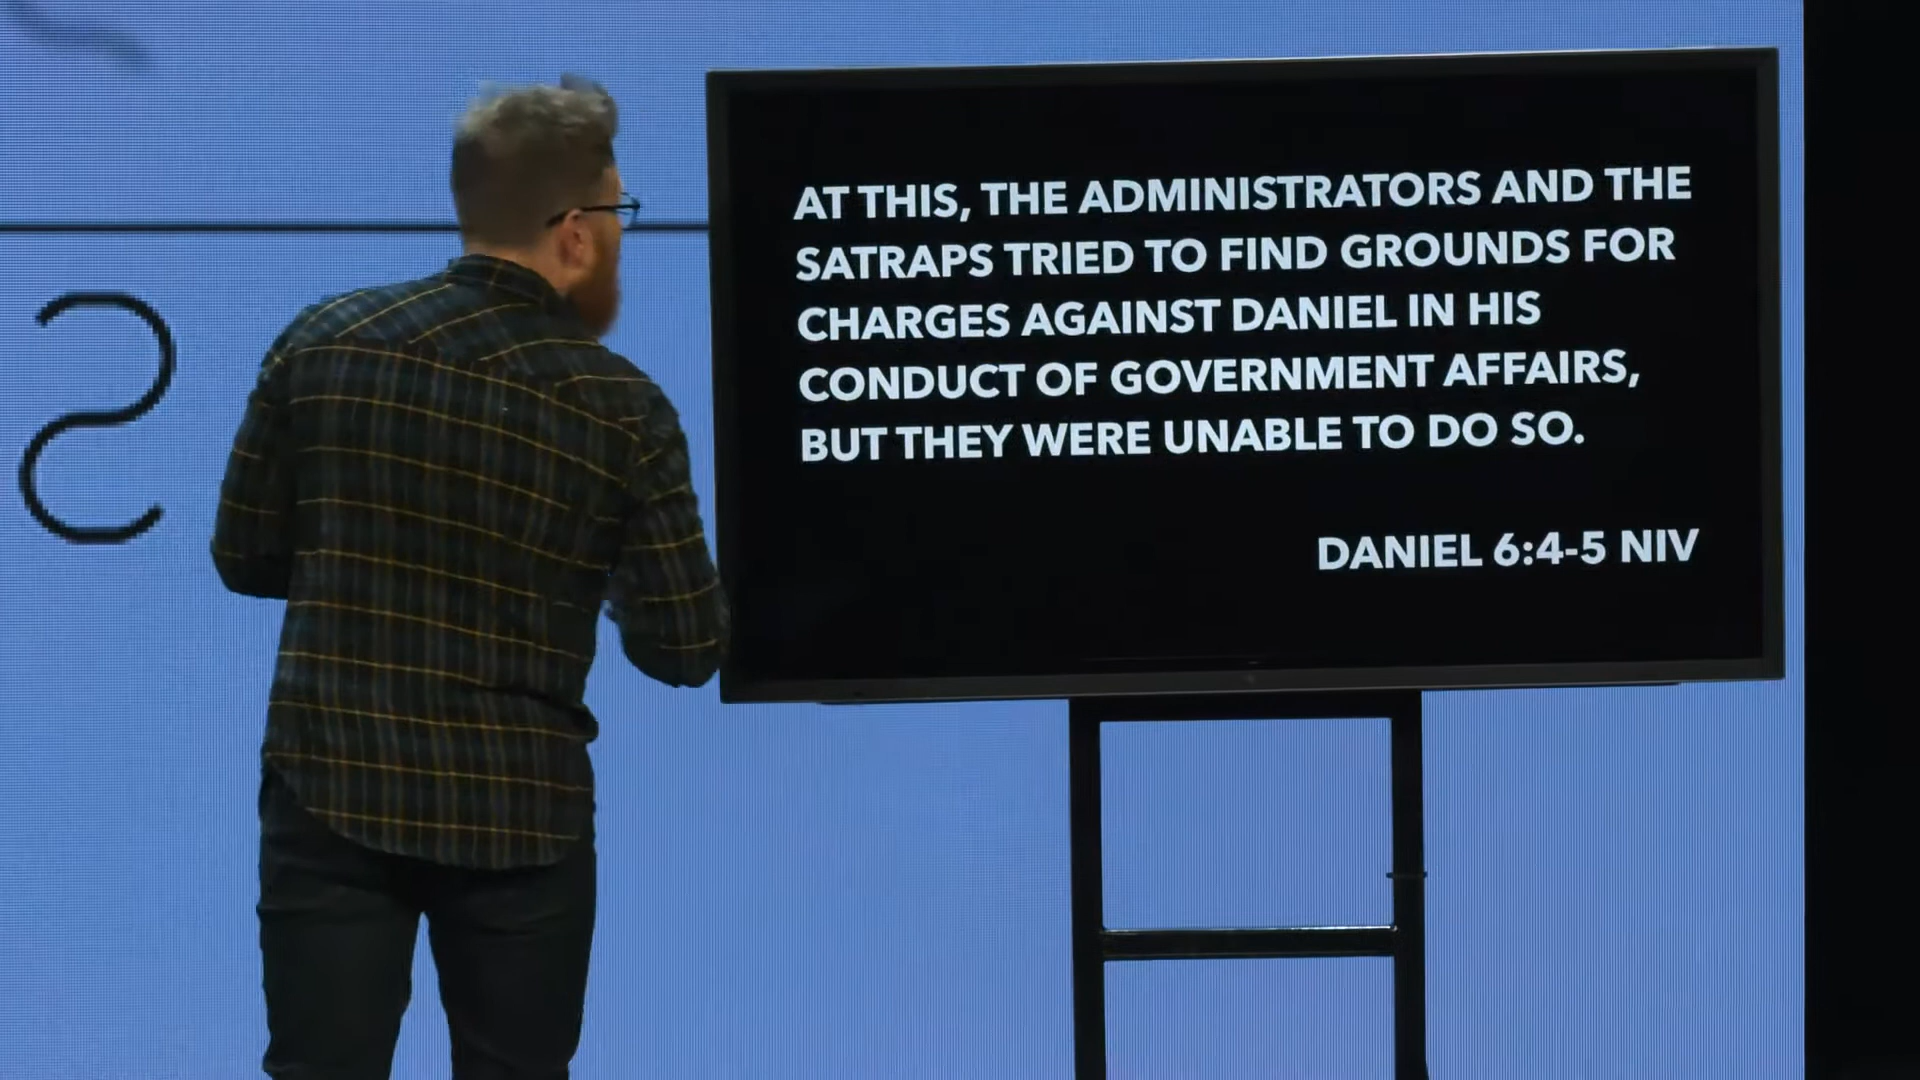 AT THIS, THE ADMINISTRATORS AND THE
SATRAPS TRIED TO FIND GROUNDS FOR
CHARGES AGAINST DANIEL IN HIS
CONDUCT OF GOVERNMENT AFFAIRS,
BUT THEY WERE UNABLE TO DO SO.
DANIEL 6:4-5 NIV
S